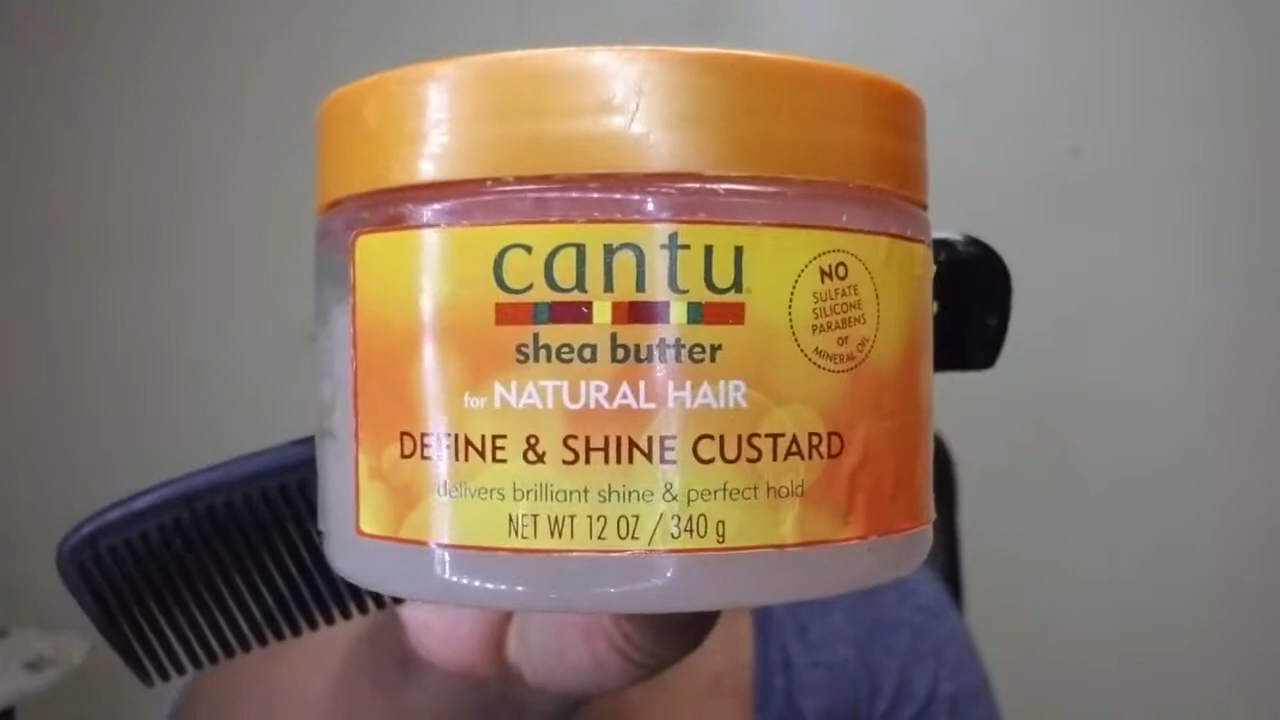 cantu
shea butter
for NATURAL HAIR
DEFINE & SHINE CUSTARD
delivers brilliant shine & perfect hold
NET WT 12 OZ / 340 g
NO
SULFATE
SILICONE
PARABENS
or
MINERAL OIL